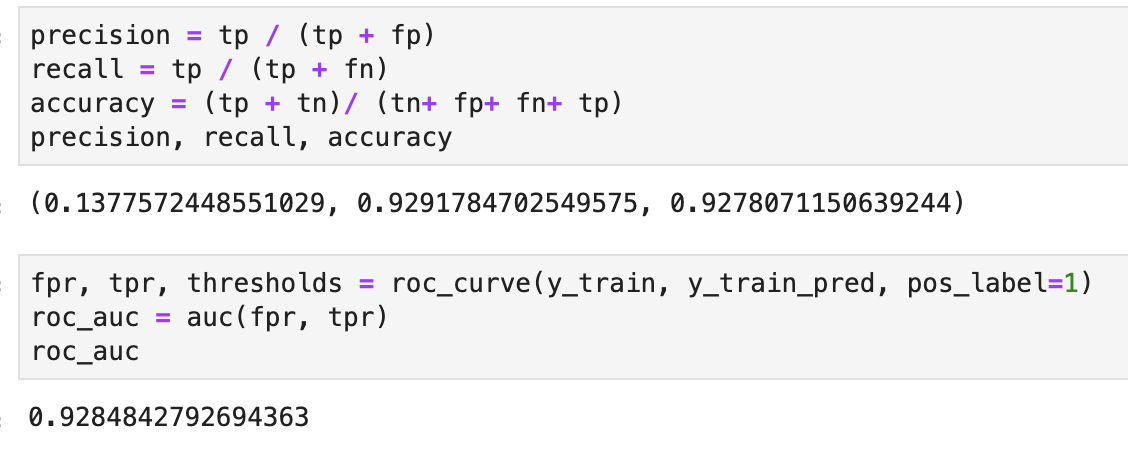 precision = tp / (tp + fp)
recall = tp / (tp + fn)
accuracy = (tp + tn)/ (tn+ fp+ fn+ tp)
precision, recall, accuracy
(0.1377572448551029, 0.9291784702549575, 0.9278071150639244)
fpr, tpr, thresholds = roc_curve(y_train, y_train_pred, pos_label=1)
roc_auc = auc(fpr, tpr)
roc_auc
0.9284842792694363